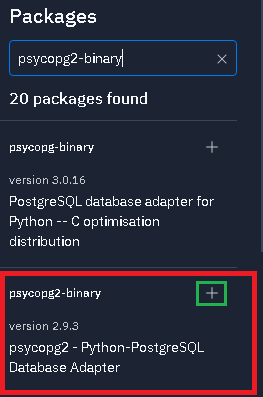 Packages
psycopg2-binary
20 packages found
psycopg-binary
version 3.0.16
PostgreSQL database adapter for
Python -- C optimisation
distribution
psycopg2-binary
version 2.9.3
psycopg2 - Python-PostgreSQL
Database Adapter